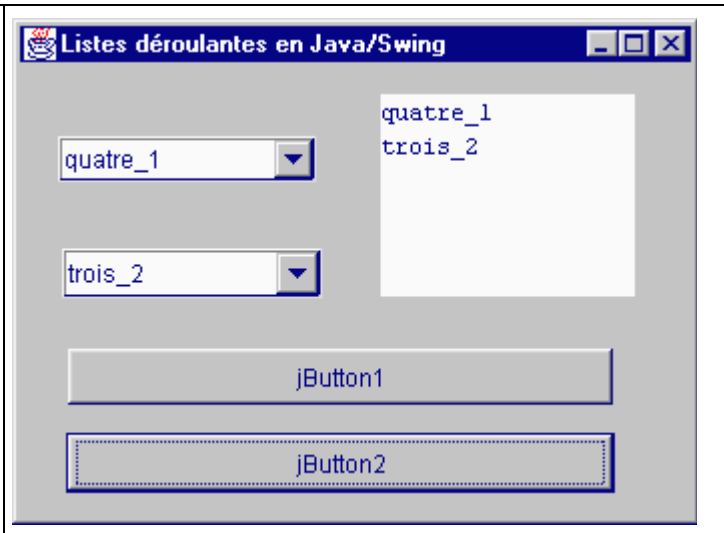 Listes déroulantes en Java/Swing
quatre_1
trois_2
quatre_1
trois_2
jButton1
jButton2